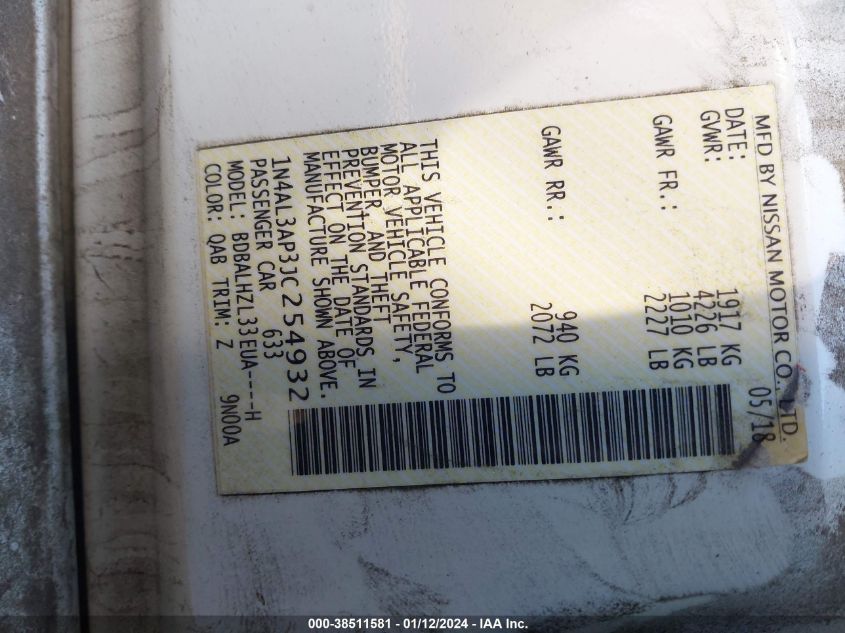 MFD BY NISSAN MOTOR CO., LTD.
DATE: 05/18
GVWR: 1917 KG
4226 LB
GAWR FR.: 1010 KG
2227 LB
GAWR RR.: 940 KG
2072 LB
THIS VEHICLE CONFORMS TO
ALL APPLICABLE FEDERAL
MOTOR VEHICLE SAFETY,
BUMPER AND THEFT
PREVENTION STANDARDS IN
EFFECT ON THE DATE OF
MANUFACTURE SHOWN ABOVE.
1N4AL3AP3JC254932
PASSENGER CAR 633
MODEL: BDBALHZL33EUA----H
COLOR: QAB TRIM: Z 9N00A
000-38511581 - 01/12/2024 - IAA Inc.